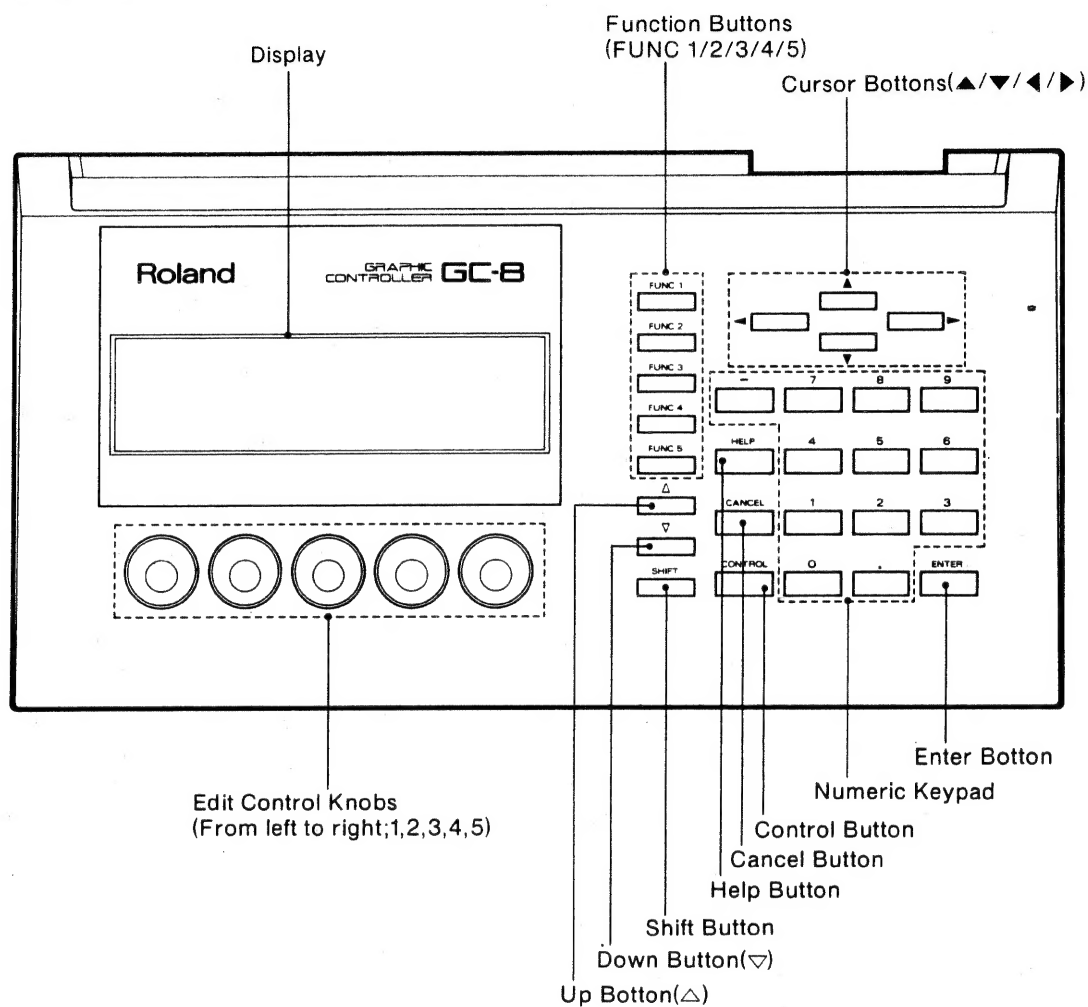 Function Buttons
(FUNC 1/2/3/4/5)
Display
Cursor Bottons(▲/▼/◀/▶)
Roland
GRAPHIC
CONTROLLER GC-8
FUNC 1
▲
◄ ►
FUNC 2
▼
FUNC 3
– 7 8 9
FUNC 4
FUNC 5
HELP 4 5 6
△
CANCEL 1 2 3
▽
SHIFT
CONTROL 0 . ENTER
Enter Botton
Numeric Keypad
Edit Control Knobs
(From left to right;1,2,3,4,5)
Control Button
Cancel Button
Help Button
Shift Button
Down Button(▽)
Up Botton(△)